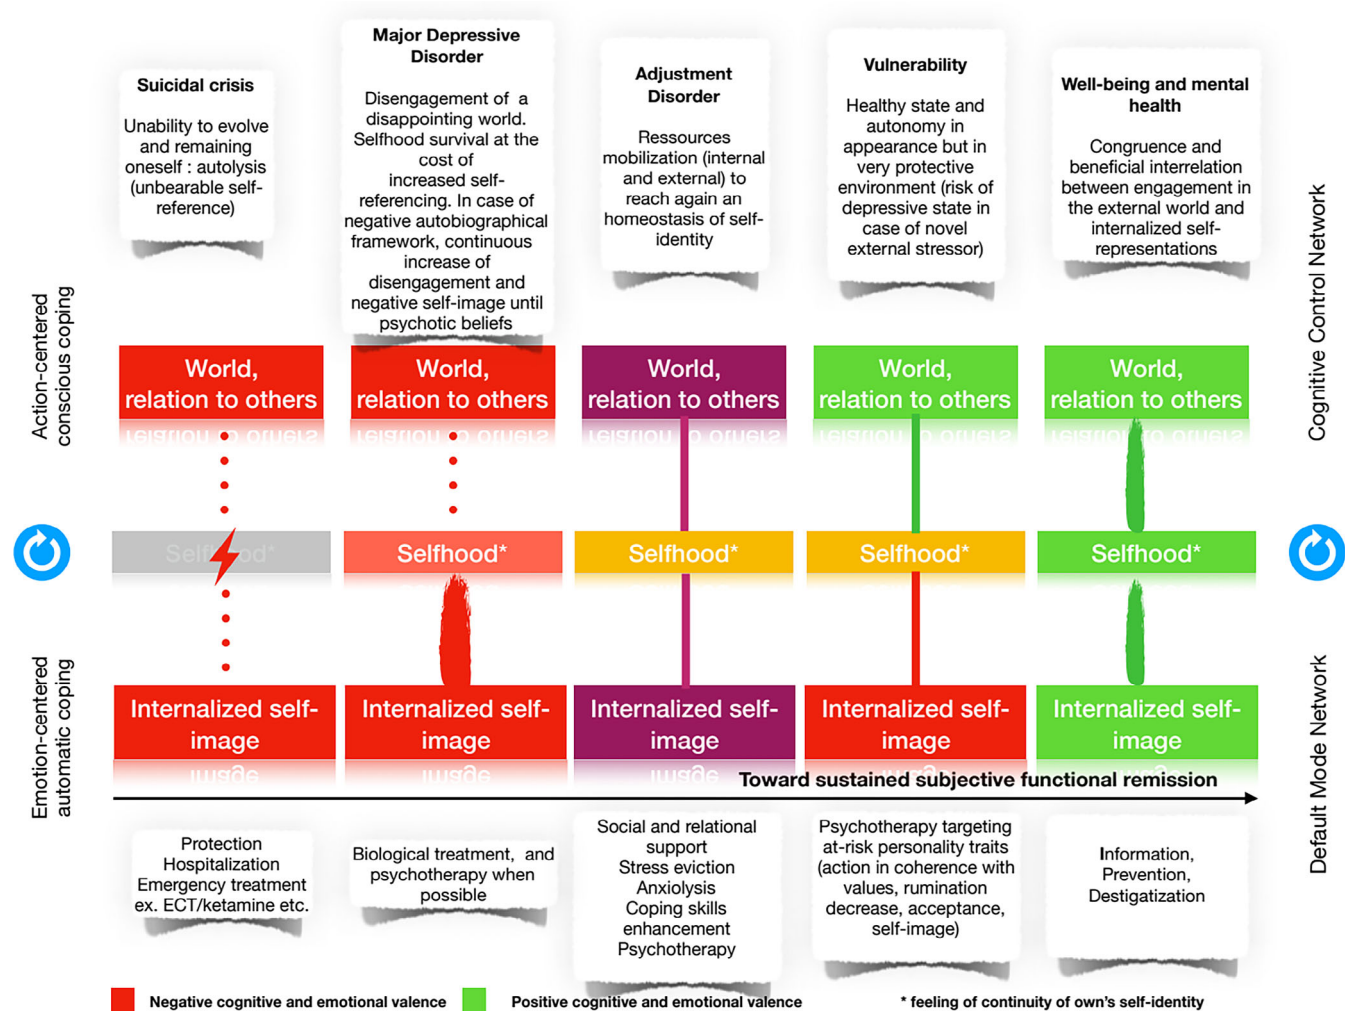 Suicidal crisis
Unability to evolve
and remaining
oneself : autolysis
(unbearable self-
reference)
Major Depressive
Disorder
Disengagement of a
disappointing world.
Selfhood survival at the
cost of
increased self-
referencing. In case of
negative autobiographical
framework, continuous
increase of
disengagement and
negative self-image until
psychotic beliefs
Adjustment
Disorder
Ressources
mobilization (internal
and external) to
reach again an
homeostasis of self-
identity
Vulnerability
Healthy state and
autonomy in
appearance but in
very protective
environment (risk of
depressive state in
case of novel
external stressor)
Well-being and mental
health
Congruence and
beneficial interrelation
between engagement in
the external world and
internalized self-
representations
Action-centered
conscious coping
Cognitive Control Network
World,
relation to others
World,
relation to others
World,
relation to others
World,
relation to others
World,
relation to others
Selfhood*
Selfhood*
Selfhood*
Selfhood*
Selfhood*
Emotion-centered
automatic coping
Default Mode Network
Internalized self-
image
Internalized self-
image
Internalized self-
image
Internalized self-
image
Internalized self-
image
Toward sustained subjective functional remission
Protection
Hospitalization
Emergency treatment
ex. ECT/ketamine etc.
Biological treatment, and
psychotherapy when
possible
Social and relational
support
Stress eviction
Anxiolysis
Coping skills
enhancement
Psychotherapy
Psychotherapy targeting
at-risk personality traits
(action in coherence with
values, rumination
decrease, acceptance,
self-image)
Information,
Prevention,
Destigatization
Negative cognitive and emotional valence
Positive cognitive and emotional valence
* feeling of continuity of own's self-identity